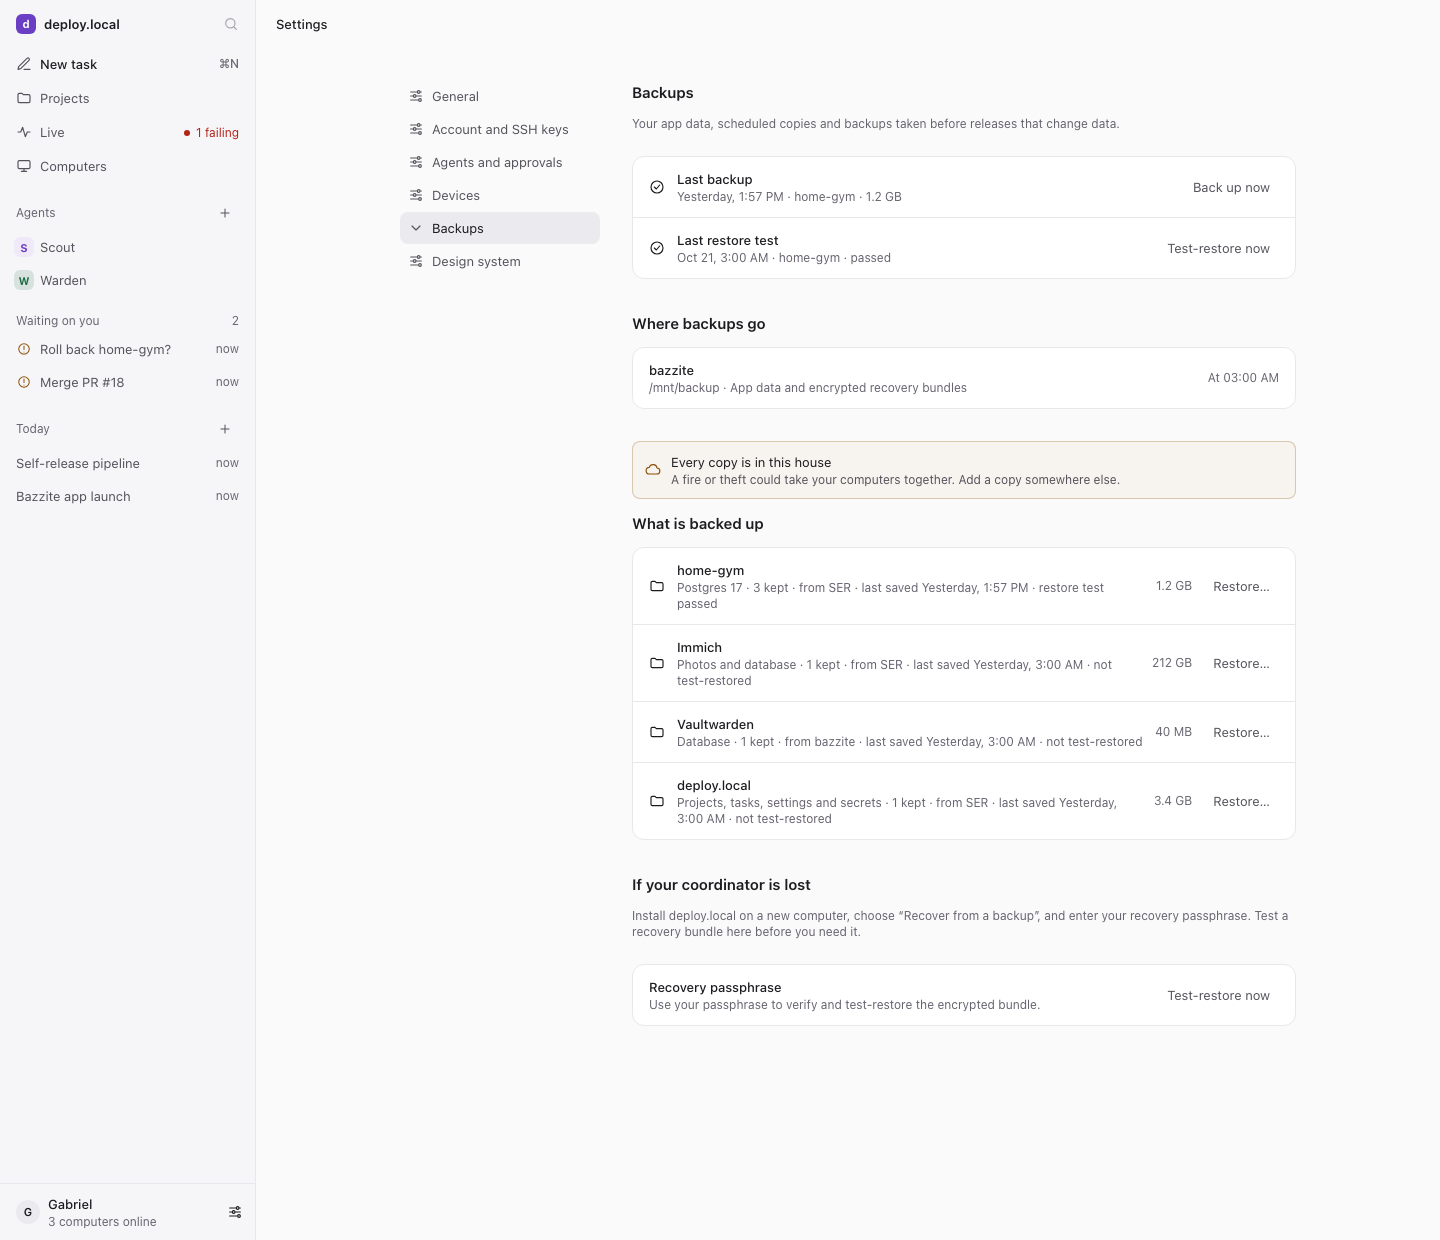 d deploy.local
New task ⌘N
Projects
Live 1 failing
Computers
Agents
S Scout
W Warden
Waiting on you 2
Roll back home-gym? now
Merge PR #18 now
Today
Self-release pipeline now
Bazzite app launch now
G Gabriel
3 computers online
Settings
General
Account and SSH keys
Agents and approvals
Devices
Backups
Design system
Backups
Your app data, scheduled copies and backups taken before releases that change data.
Last backup
Yesterday, 1:57 PM · home-gym · 1.2 GB
Back up now
Last restore test
Oct 21, 3:00 AM · home-gym · passed
Test-restore now
Where backups go
bazzite
/mnt/backup · App data and encrypted recovery bundles
At 03:00 AM
Every copy is in this house
A fire or theft could take your computers together. Add a copy somewhere else.
What is backed up
home-gym
Postgres 17 · 3 kept · from SER · last saved Yesterday, 1:57 PM · restore test
passed
1.2 GB Restore…
Immich
Photos and database · 1 kept · from SER · last saved Yesterday, 3:00 AM · not
test-restored
212 GB Restore…
Vaultwarden
Database · 1 kept · from bazzite · last saved Yesterday, 3:00 AM · not test-restored
40 MB Restore…
deploy.local
Projects, tasks, settings and secrets · 1 kept · from SER · last saved Yesterday,
3:00 AM · not test-restored
3.4 GB Restore…
If your coordinator is lost
Install deploy.local on a new computer, choose “Recover from a backup”, and enter your recovery passphrase. Test a
recovery bundle here before you need it.
Recovery passphrase
Use your passphrase to verify and test-restore the encrypted bundle.
Test-restore now